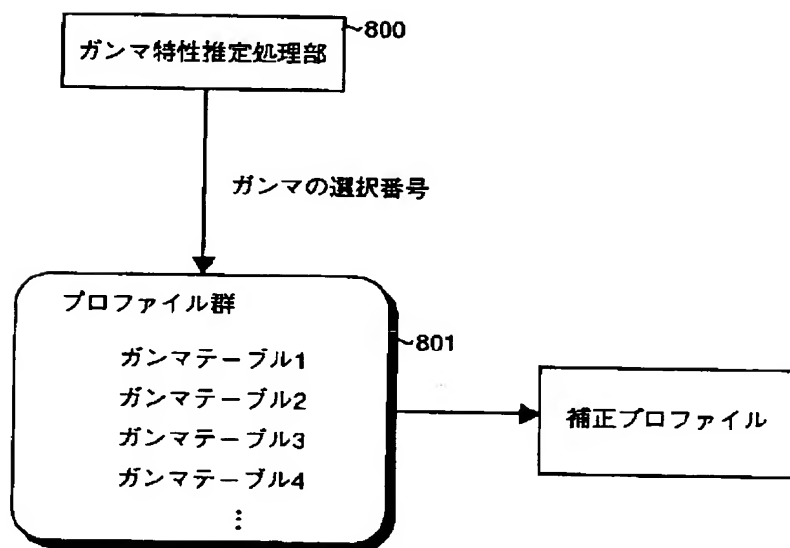 ガンマ特性推定処理部
800
ガンマの選択番号
プロファイル群
801
ガンマテーブル1
ガンマテーブル2
ガンマテーブル3
ガンマテーブル4
⋮
補正プロファイル